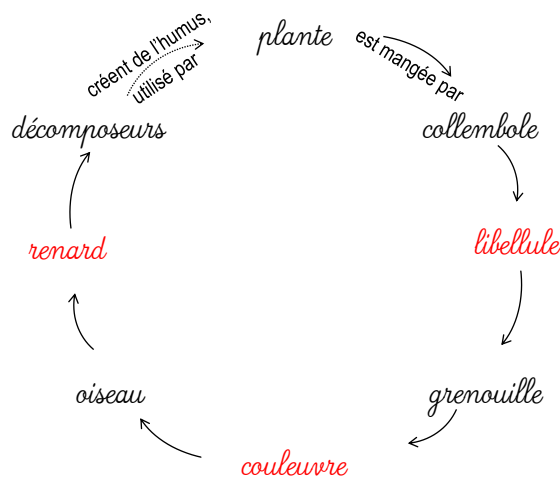 plante
est mangée par
collembole
libellule
grenouille
couleuvre
oiseau
renard
décomposeurs
créent de l'humus,
utilisé par